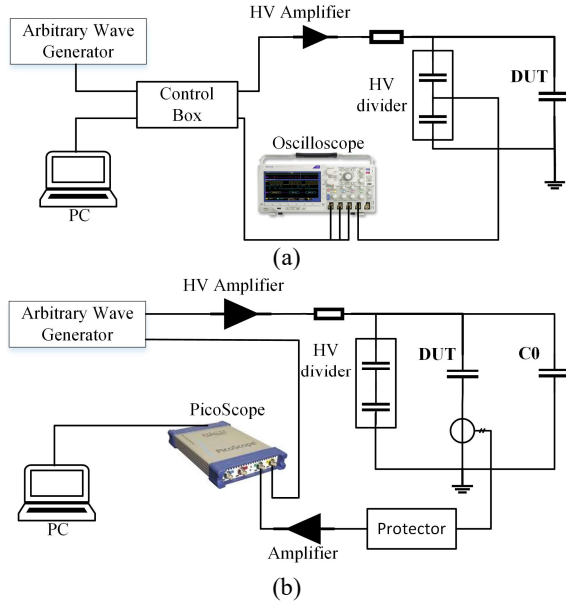 HV Amplifier
Arbitrary Wave
Generator
HV
divider
DUT
Control
Box
Oscilloscope
PC
(a)
HV Amplifier
Arbitrary Wave
Generator
HV
divider
DUT
C0
PicoScope
PicoScope
PC
Protector
Amplifier
(b)